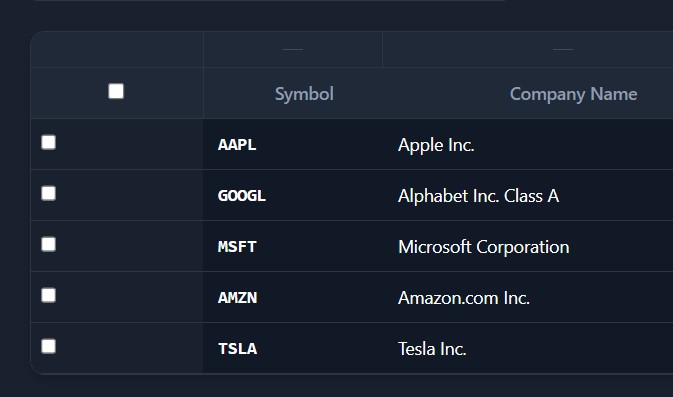 — —
Symbol Company Name
AAPL Apple Inc.
GOOGL Alphabet Inc. Class A
MSFT Microsoft Corporation
AMZN Amazon.com Inc.
TSLA Tesla Inc.